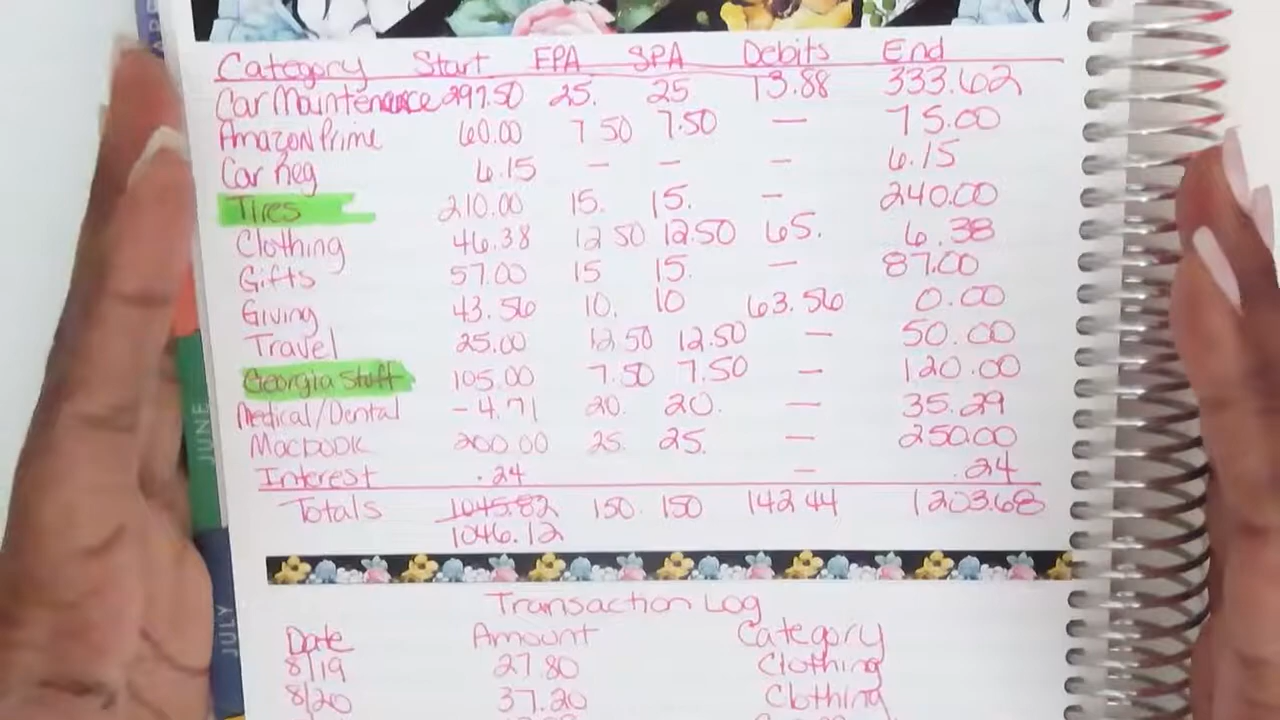 Category Start FPA SPA Debits End
Car Maintenance 297.50 25. 25 13.88 333.62
Amazon Prime 60.00 7 50 7.50 — 75.00
Car Reg 6.15 — — — 6.15
Tires 210.00 15. 15. — 240.00
Clothing 46.38 12 50 12.50 65. 6.38
Gifts 57.00 15 15. — 87.00
Giving 43.56 10. 10 63.56 0.00
Travel 25.00 12.50 12.50 — 50.00
Georgia Stuff 105.00 7.50 7.50 — 120.00
Medical/Dental -4.71 20. 20. — 35.29
Macbook 200.00 25. 25. — 250.00
Interest .24 — .24
Totals 1045.82 150. 150 142 44 1203.68
1046.12
Transaction Log
Date Amount Category
8/19 27.80 Clothing
8/20 37.20 Clothing
JUNE
JULY